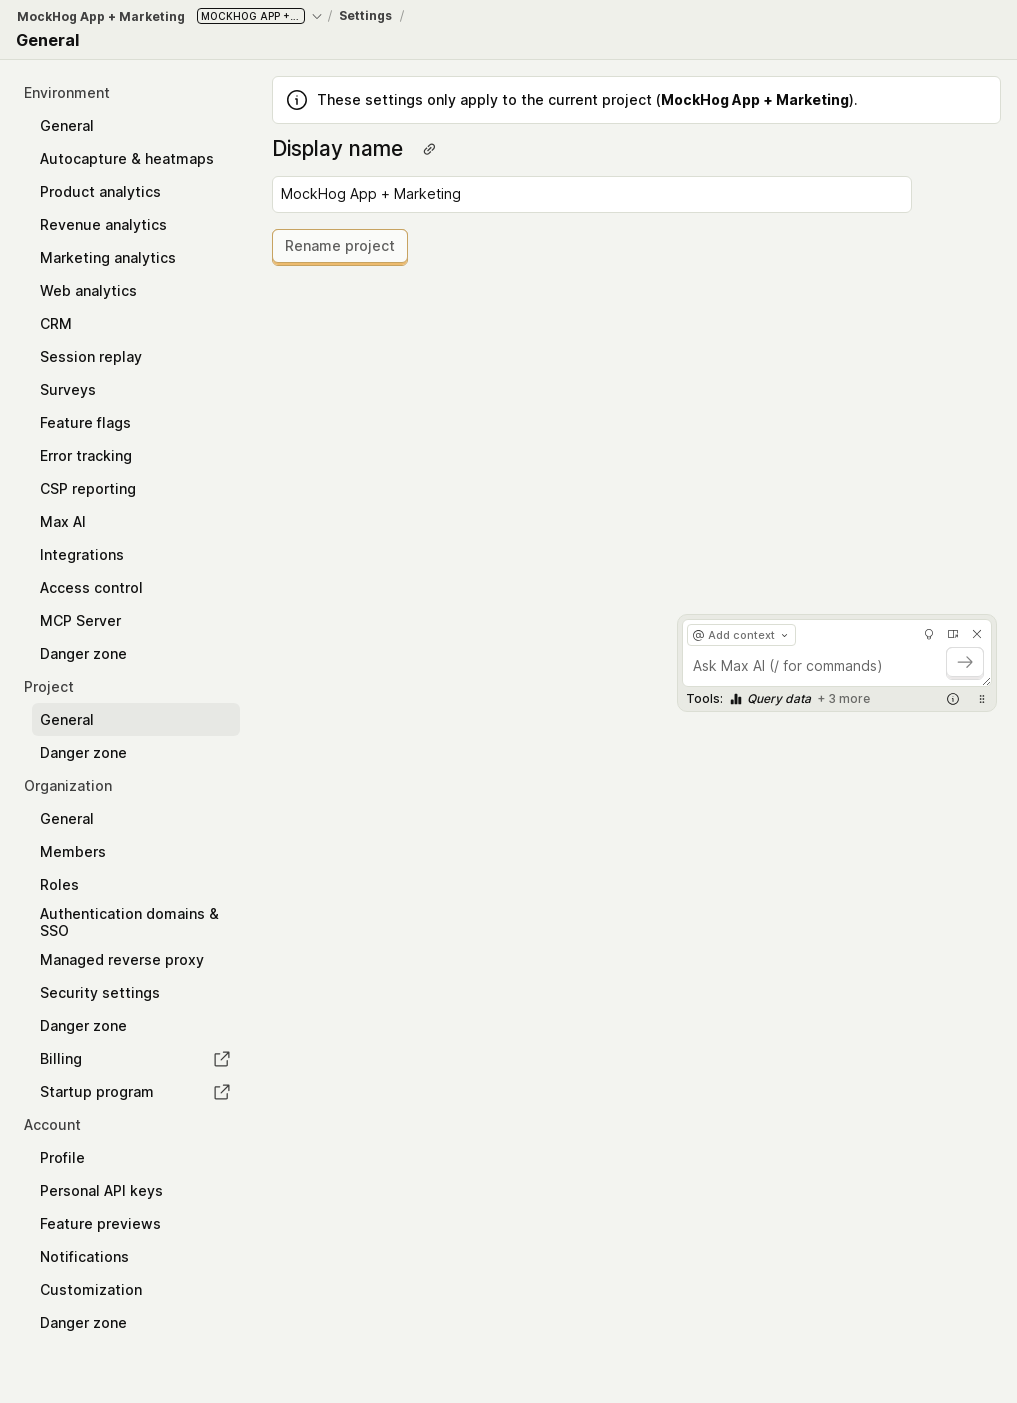 MockHog App + Marketing MOCKHOG APP +... / Settings /
General
Environment
General
Autocapture & heatmaps
Product analytics
Revenue analytics
Marketing analytics
Web analytics
CRM
Session replay
Surveys
Feature flags
Error tracking
CSP reporting
Max AI
Integrations
Access control
MCP Server
Danger zone
Project
General
Danger zone
Organization
General
Members
Roles
Authentication domains &
SSO
Managed reverse proxy
Security settings
Danger zone
Billing
Startup program
Account
Profile
Personal API keys
Feature previews
Notifications
Customization
Danger zone
These settings only apply to the current project (MockHog App + Marketing).
Display name
MockHog App + Marketing
Rename project
@ Add context
Ask Max AI (/ for commands)
Tools: Query data + 3 more